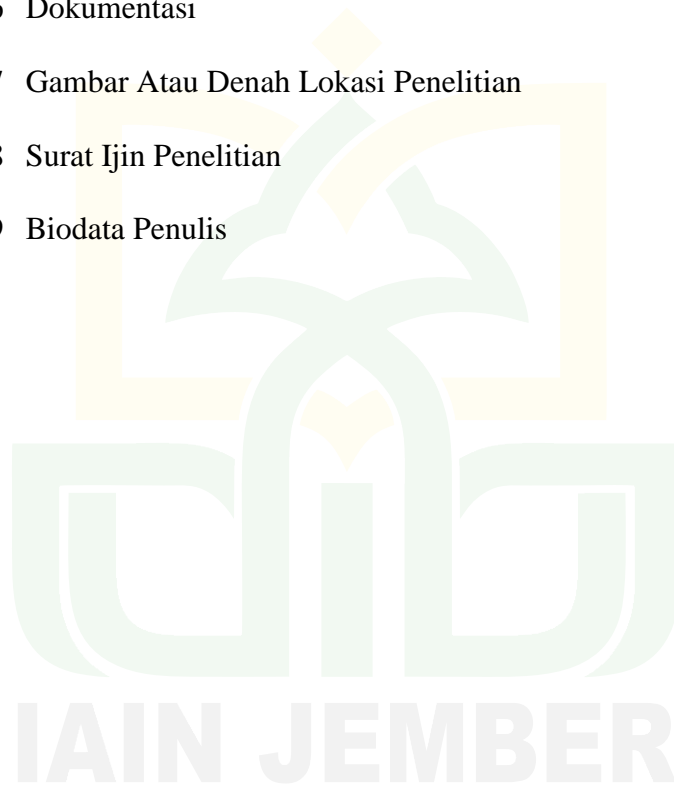 Dokumentasi
Gambar Atau Denah Lokasi Penelitian
Surat Ijin Penelitian
Biodata Penulis
IAIN JEMBER